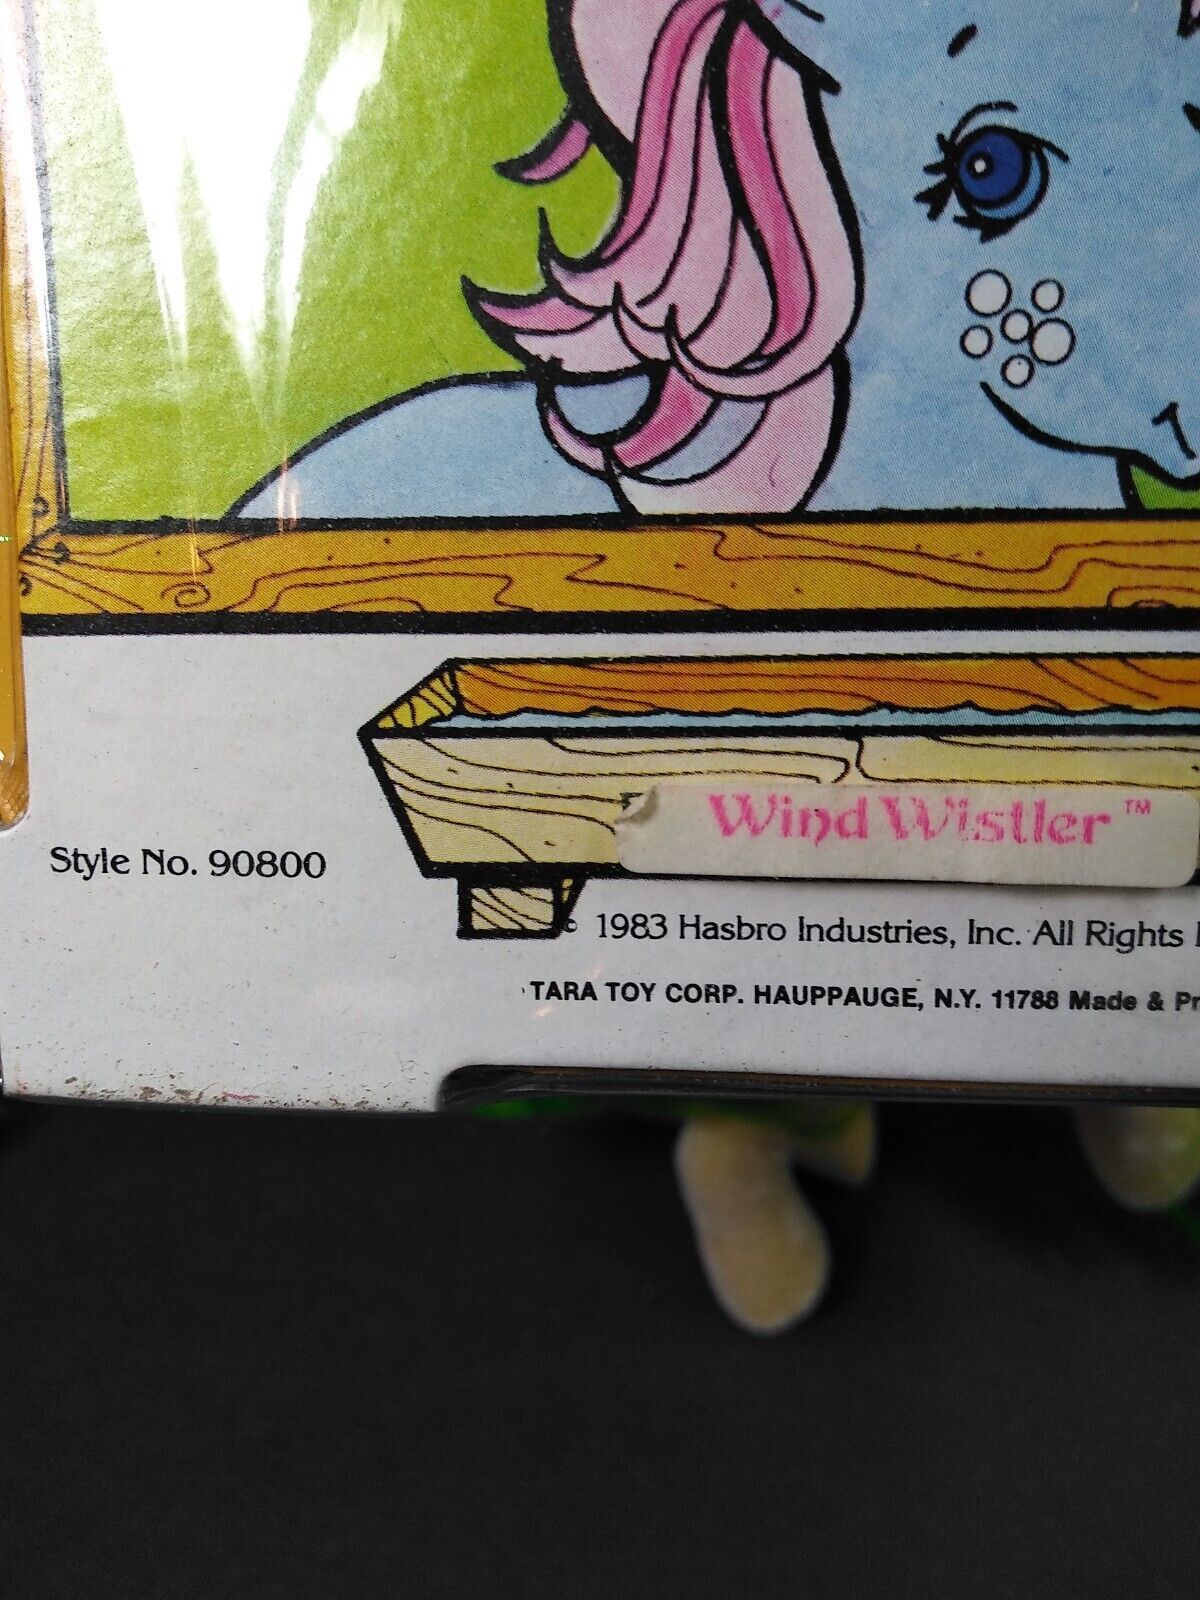 Wind Wistler™
Style No. 90800
© 1983 Hasbro Industries, Inc. All Rights
TARA TOY CORP. HAUPPAUGE, N.Y. 11788 Made &